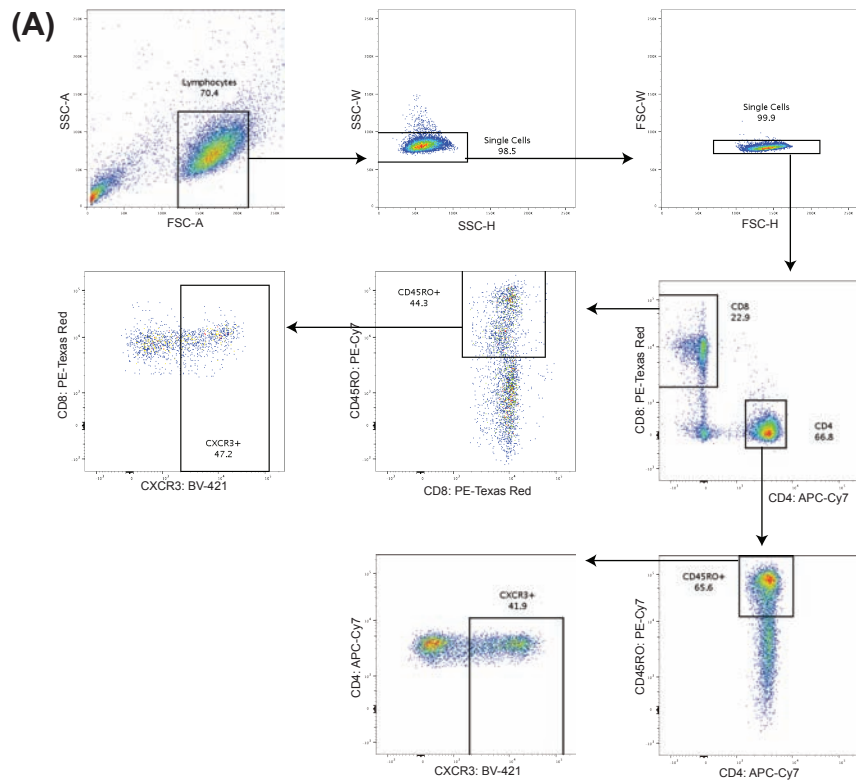 (A)
Lymphocytes
70.4
SSC-A
FSC-A
SSC-W
Single Cells
98.5
SSC-H
FSC-W
Single Cells
99.9
FSC-H
CD8: PE-Texas Red
CXCR3+
47.2
CXCR3: BV-421
CD45RO+
44.3
CD45RO: PE-Cy7
CD8: PE-Texas Red
CD8
22.9
CD8: PE-Texas Red
CD4
66.8
CD4: APC-Cy7
CXCR3+
41.9
CD4: APC-Cy7
CXCR3: BV-421
CD45RO+
65.6
CD45RO: PE-Cy7
CD4: APC-Cy7